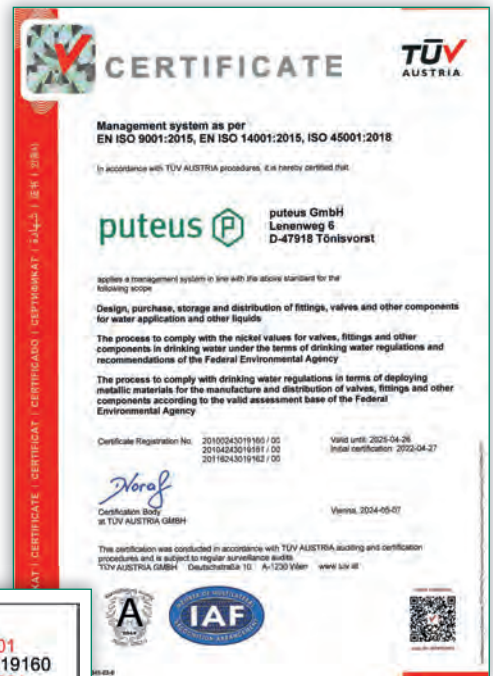 CERTIFICATE
TÜV
AUSTRIA
Management system as per
EN ISO 9001:2015, EN ISO 14001:2015, ISO 45001:2018
In accordance with TÜV AUSTRIA procedures, it is hereby certified that
puteus P
puteus GmbH
Lenenweg 6
D-47918 Tönisvorst
applies a management system in line with the above standard for the
following scope
Design, purchase, storage and distribution of fittings, valves and other components
for water application and other liquids
The process to comply with the nickel values for valves, fittings and other
components in drinking water under the terms of drinking water regulations and
recommendations of the Federal Environmental Agency
The process to comply with drinking water regulations in terms of deploying
metallic materials for the manufacture and distribution of valves, fittings and other
components according to the valid assessment base of the Federal
Environmental Agency
Certificate Registration No. 20100243019160 / 00
20104243019161 / 00
20116243019162 / 00
Valid until: 2025-04-26
Initial certification: 2022-04-27
Certification Body
at TÜV AUSTRIA GMBH
Vienna, 2024-05-07
This certification was conducted in accordance with TÜV AUSTRIA auditing and certification
procedures and is subject to regular surveillance audits
TÜV AUSTRIA GMBH Deutschstraße 10 A-1230 Wien www.tuv.at
A
IAF
KAT | CERTIFICATE | CERTIFICAT | CERTIFICADO | СЕРТИФИКАТ | شهادة
01
19160